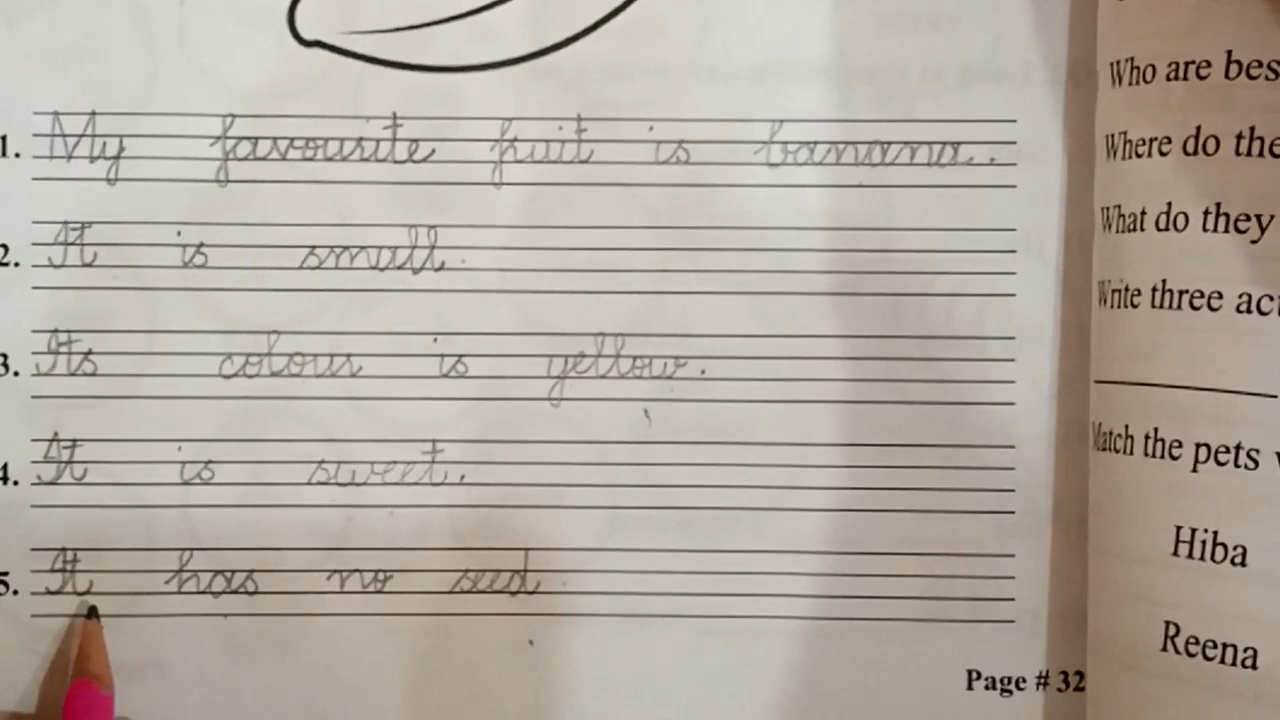 1. My favourite fruit is banana..
2. It is small.
3. Its colour is yellow.
4. It is sweet.
5. It has no seed
Page # 32
Who are bes
Where do the
What do they
Write three act
Match the pets
Hiba
Reena